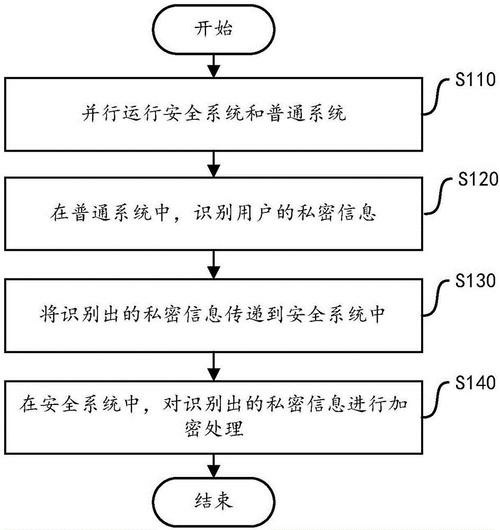 开始
S110
并行运行安全系统和普通系统
S120
在普通系统中，识别用户的私密信息
S130
将识别出的私密信息传递到安全系统中
S140
在安全系统中，对识别出的私密信息进行加
密处理
结束